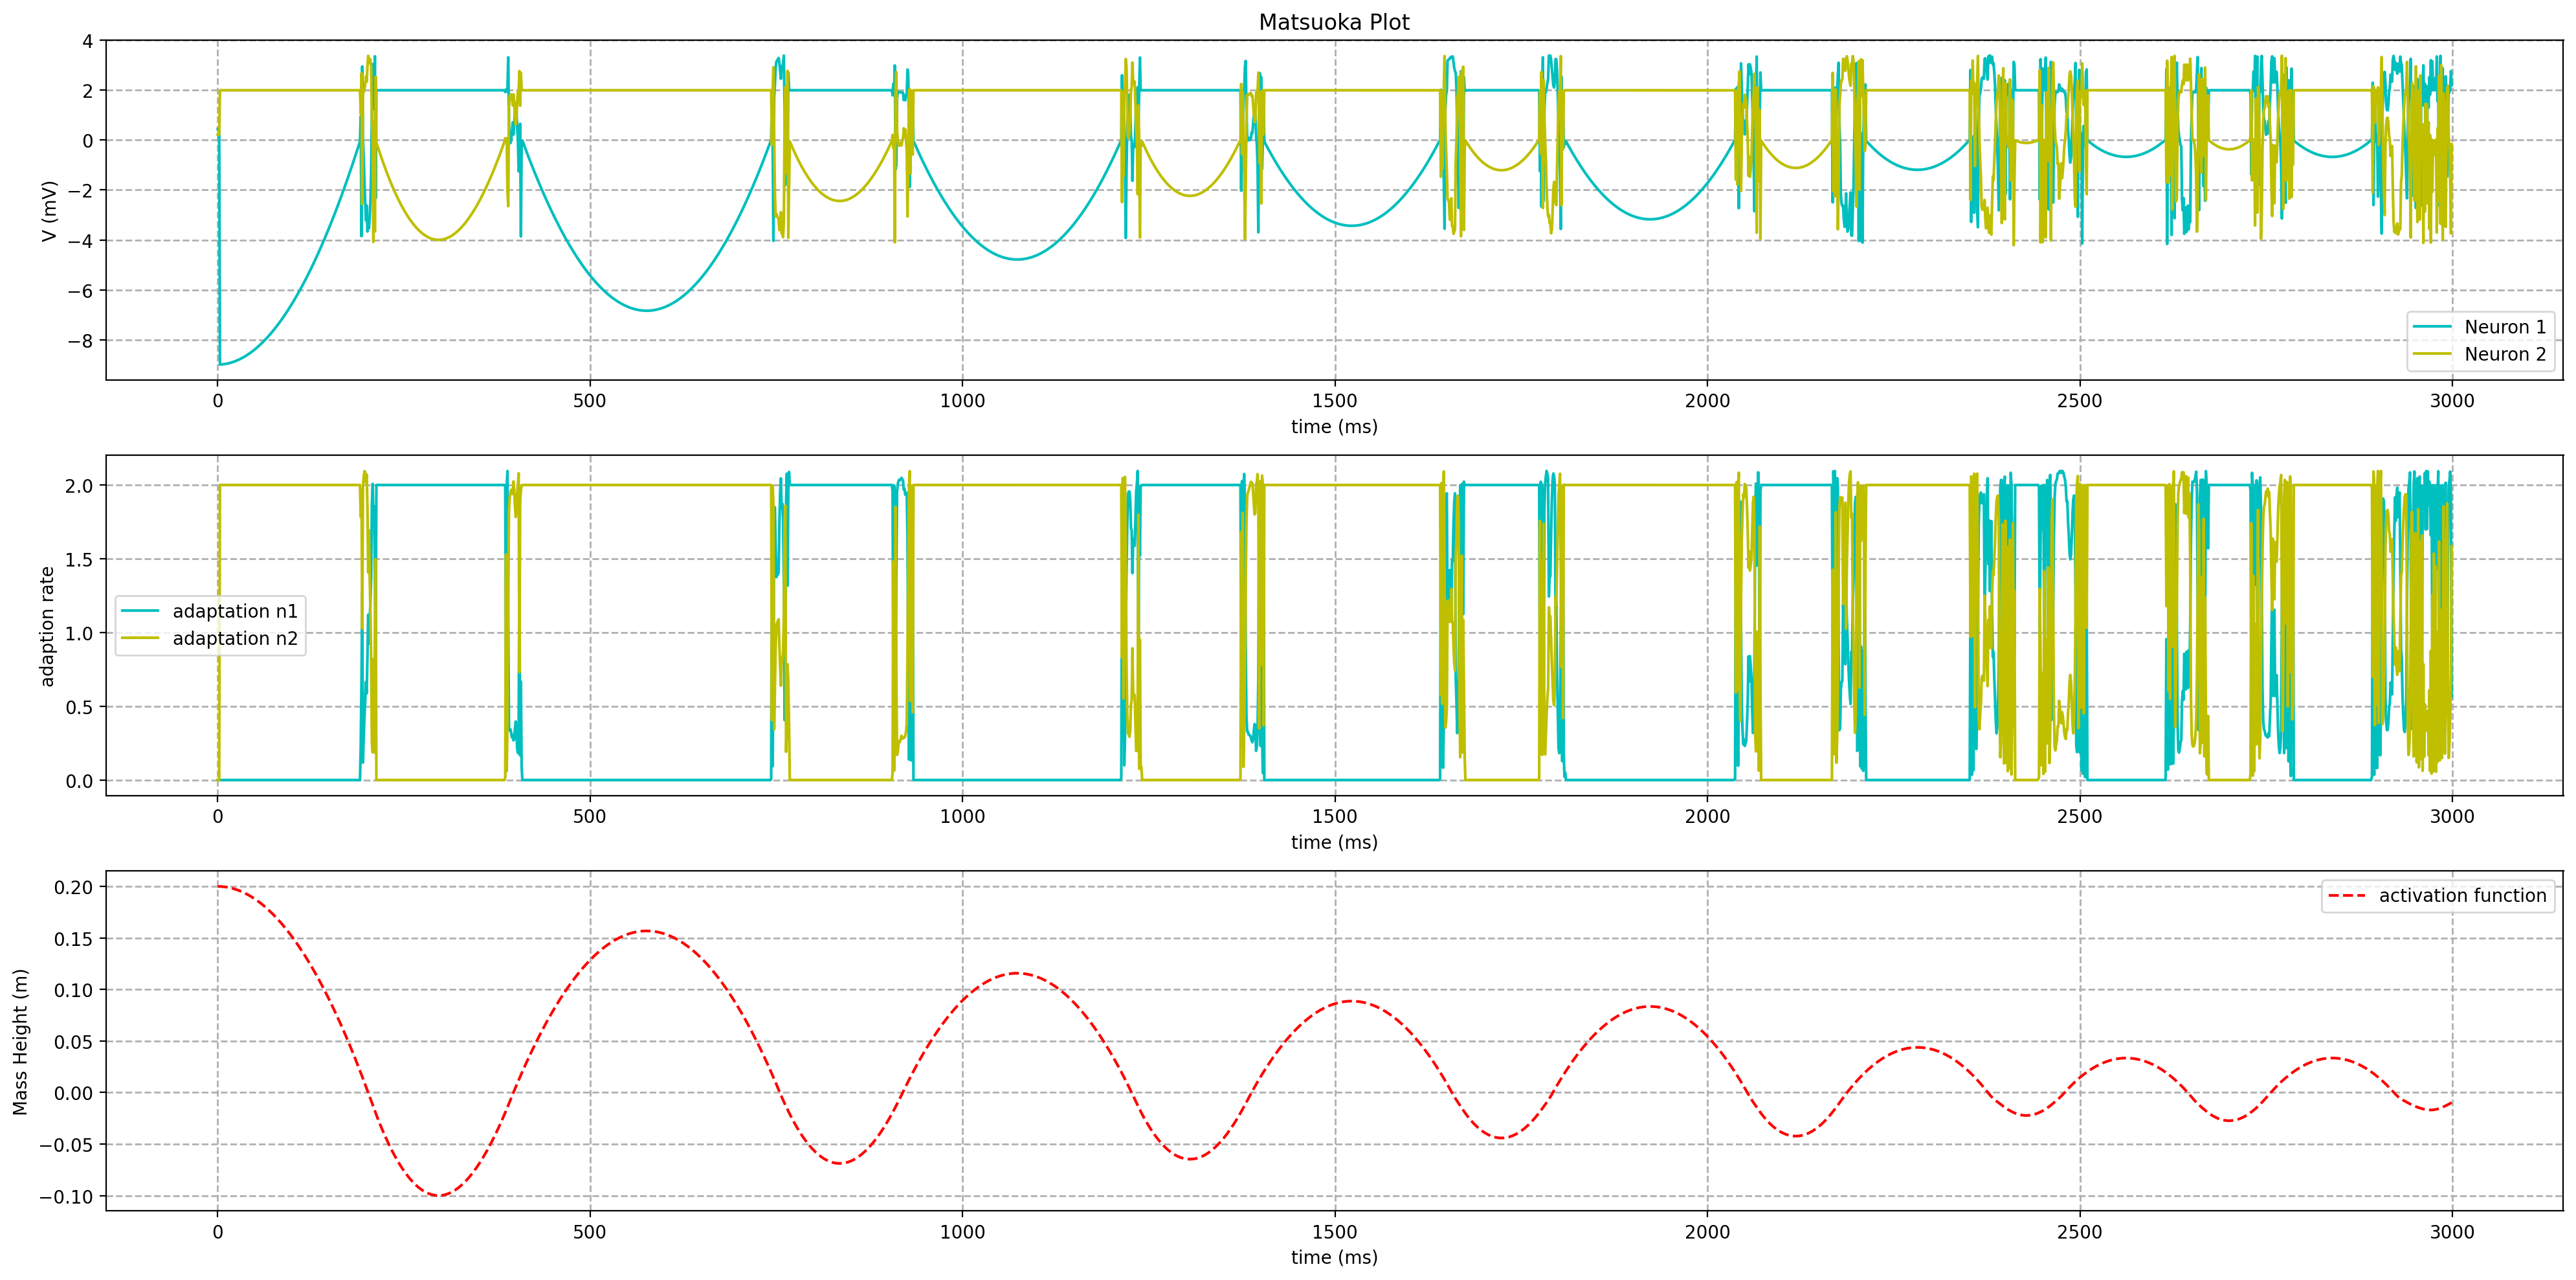 Matsuoka Plot
4
2
0
−2
−4
−6
−8
V (mV)
Neuron 1
Neuron 2
0 500 1000 1500 2000 2500 3000
time (ms)
2.0
1.5
1.0
0.5
0.0
adaption rate
adaptation n1
adaptation n2
0 500 1000 1500 2000 2500 3000
time (ms)
0.20
0.15
0.10
0.05
0.00
−0.05
−0.10
Mass Height (m)
activation function
0 500 1000 1500 2000 2500 3000
time (ms)